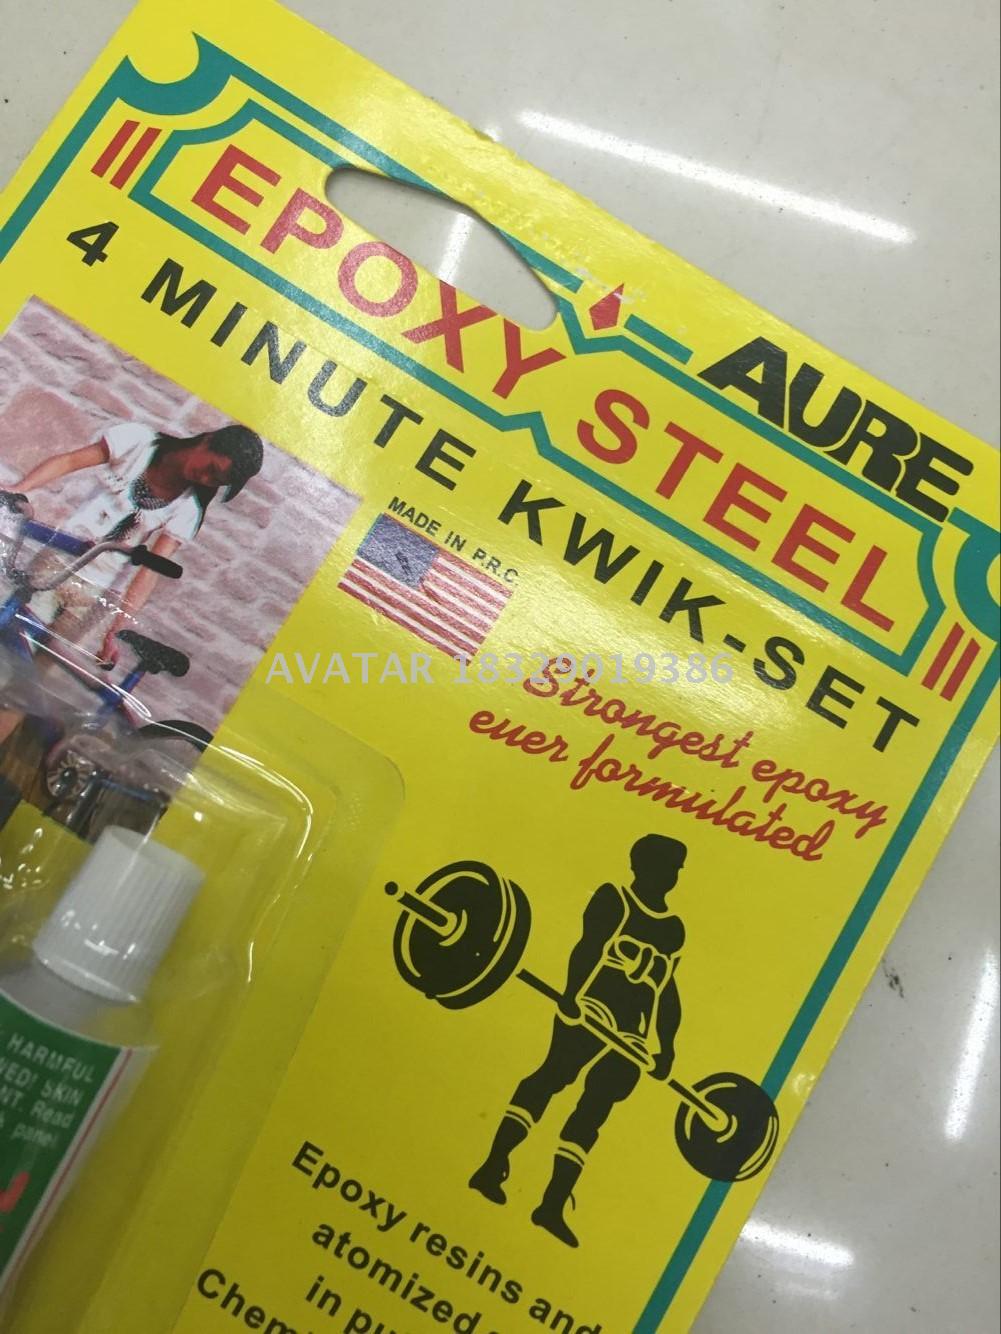 AURE
EPOXY STEEL
4 MINUTE KWIK-SET
MADE IN P.R.C.
Strongest epoxy
ever formulated
AVATAR 18329019386
HARMFUL
SKIN
Read
panel
Epoxy resins and
atomized
in